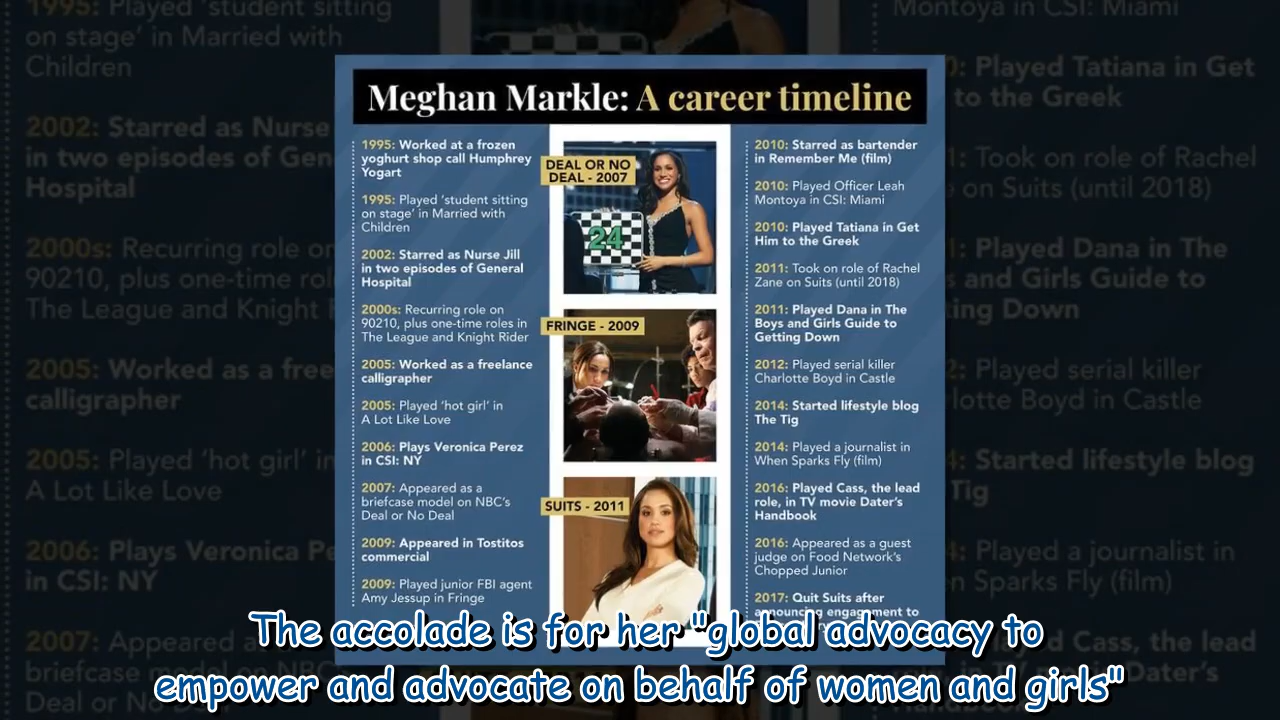 Meghan Markle: A career timeline
1995: Worked at a frozen
yoghurt shop call Humphrey
Yogart
1995: Played ‘student sitting
on stage’ in Married with
Children
2002: Starred as Nurse Jill
in two episodes of General
Hospital
2000s: Recurring role on
90210, plus one-time roles in
The League and Knight Rider
2005: Worked as a freelance
calligrapher
2005: Played ‘hot girl’ in
A Lot Like Love
2006: Plays Veronica Perez
in CSI: NY
2007: Appeared as a
briefcase model on NBC’s
Deal or No Deal
2009: Appeared in Tostitos
commercial
2009: Played junior FBI agent
Amy Jessup in Fringe
DEAL OR NO
DEAL - 2007
24
FRINGE - 2009
SUITS - 2011
2010: Starred as bartender
in Remember Me (film)
2010: Played Officer Leah
Montoya in CSI: Miami
2010: Played Tatiana in Get
Him to the Greek
2011: Took on role of Rachel
Zane on Suits (until 2018)
2011: Played Dana in The
Boys and Girls Guide to
Getting Down
2012: Played serial killer
Charlotte Boyd in Castle
2014: Started lifestyle blog
The Tig
2014: Played a journalist in
When Sparks Fly (film)
2016: Played Cass, the lead
role, in TV movie Dater’s
Handbook
2016: Appeared as a guest
judge on Food Network’s
Chopped Junior
2017: Quit Suits after
announcing engagement to
The accolade is for her "global advocacy to
empower and advocate on behalf of women and girls"